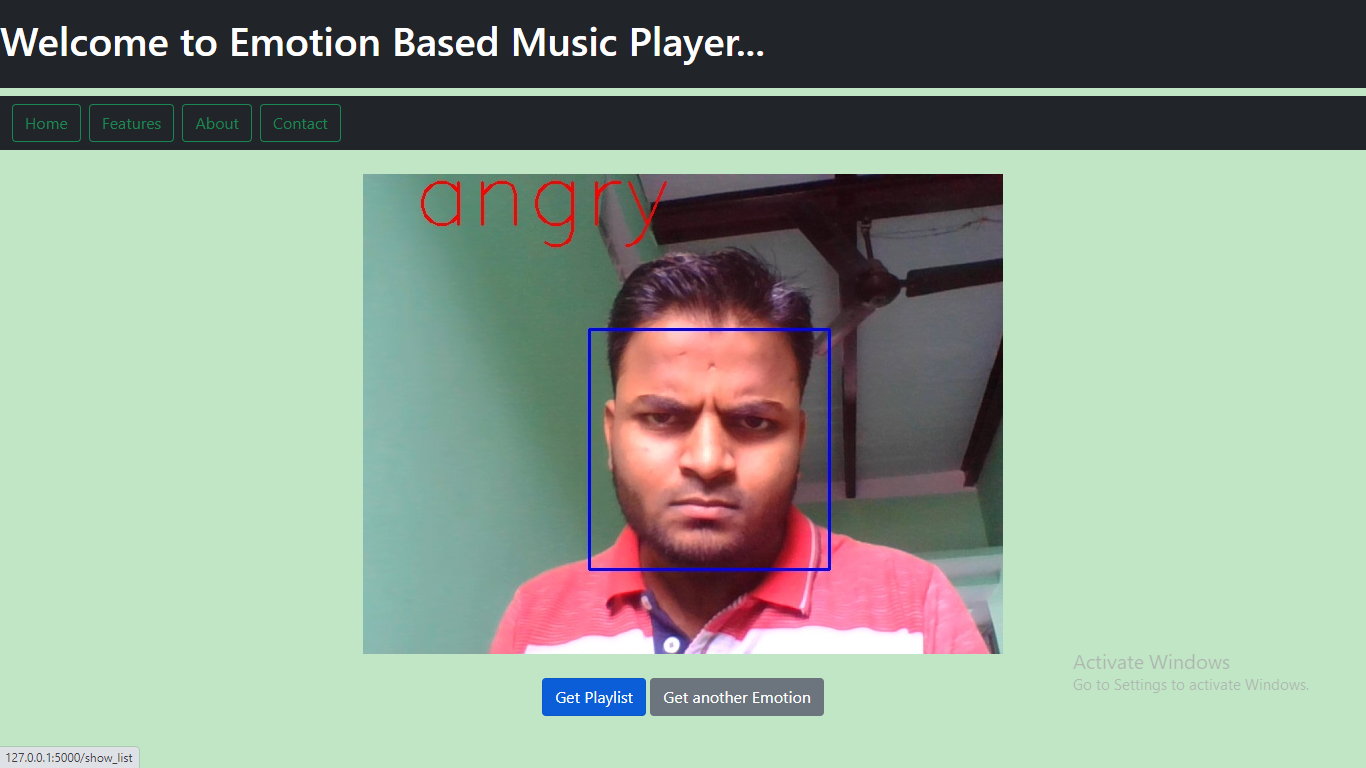 Welcome to Emotion Based Music Player...
Home Features About Contact
angry
Get Playlist Get another Emotion
Activate Windows
Go to Settings to activate Windows.
127.0.0.1:5000/show_list